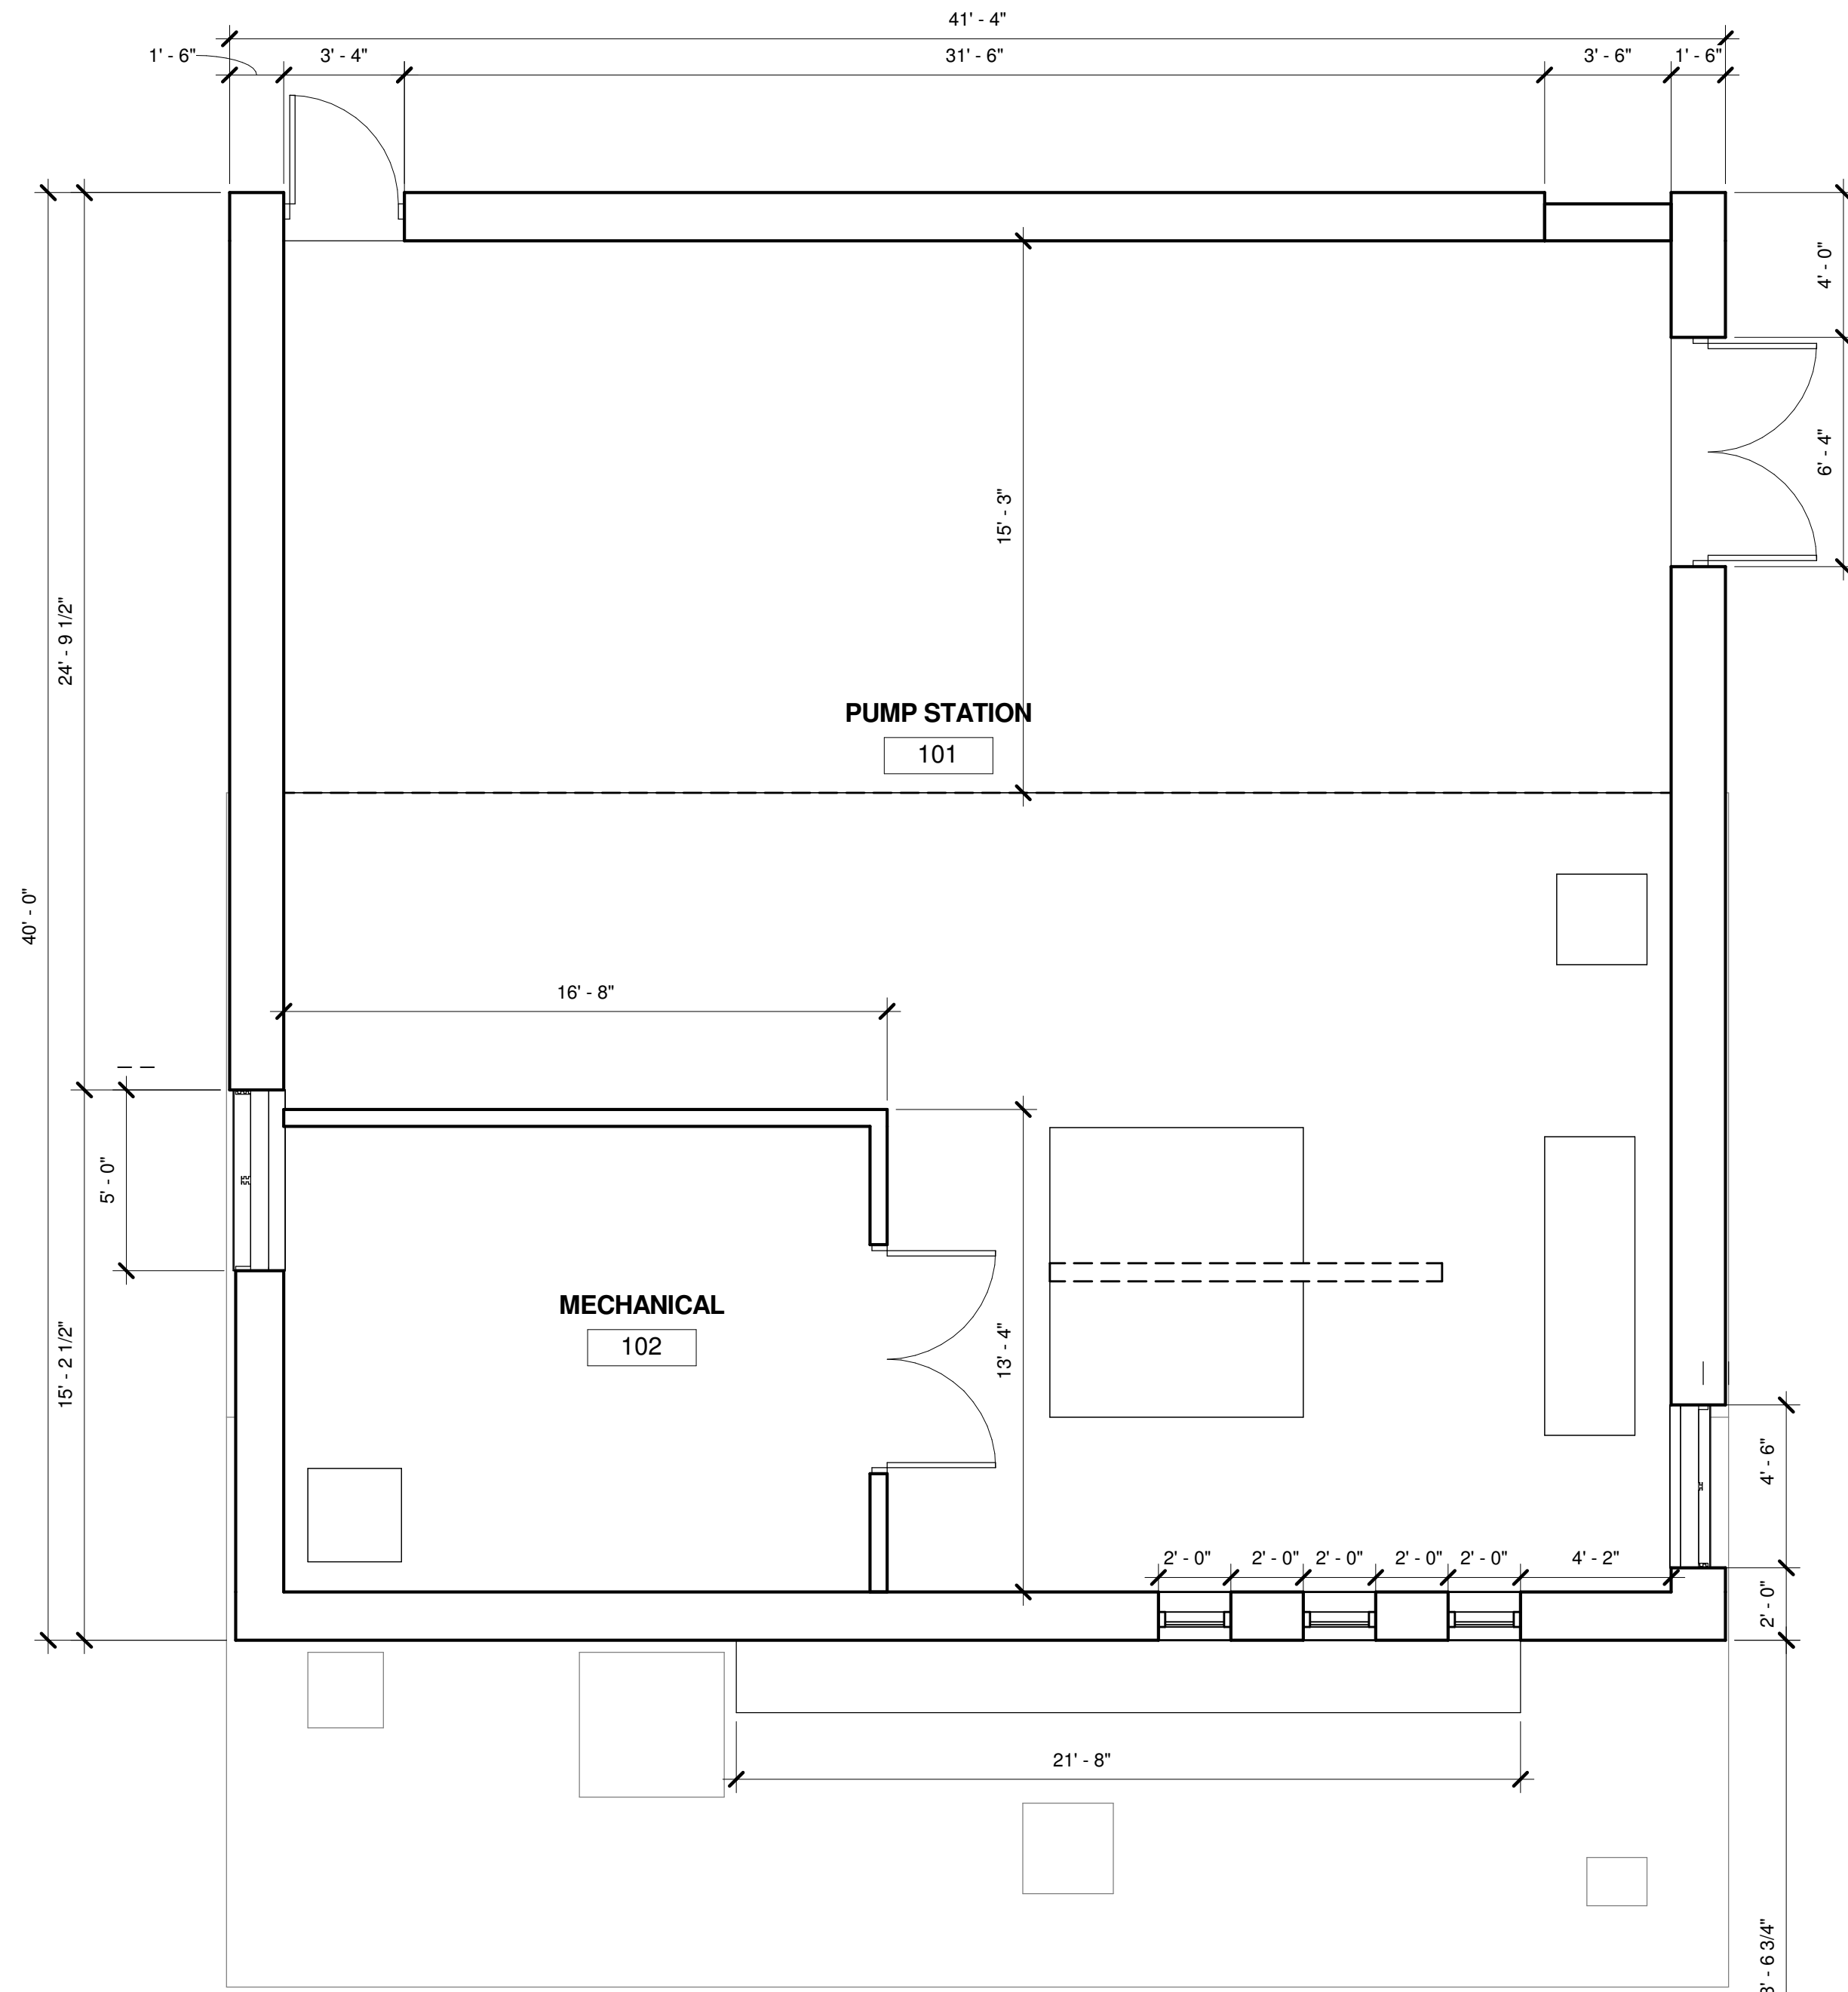 41' - 4"
1' - 6"
3' - 4"
31' - 6"
3' - 6"
1' - 6"
4' - 0"
6' - 4"
15' - 3"
24' - 9 1/2"
PUMP STATION
101
40' - 0"
16' - 8"
5' - 0"
MECHANICAL
102
13' - 4"
15' - 2 1/2"
4' - 6"
2' - 0"
2' - 0"
2' - 0"
2' - 0"
2' - 0"
4' - 2"
2' - 0"
21' - 8"
' - 6 3/4"